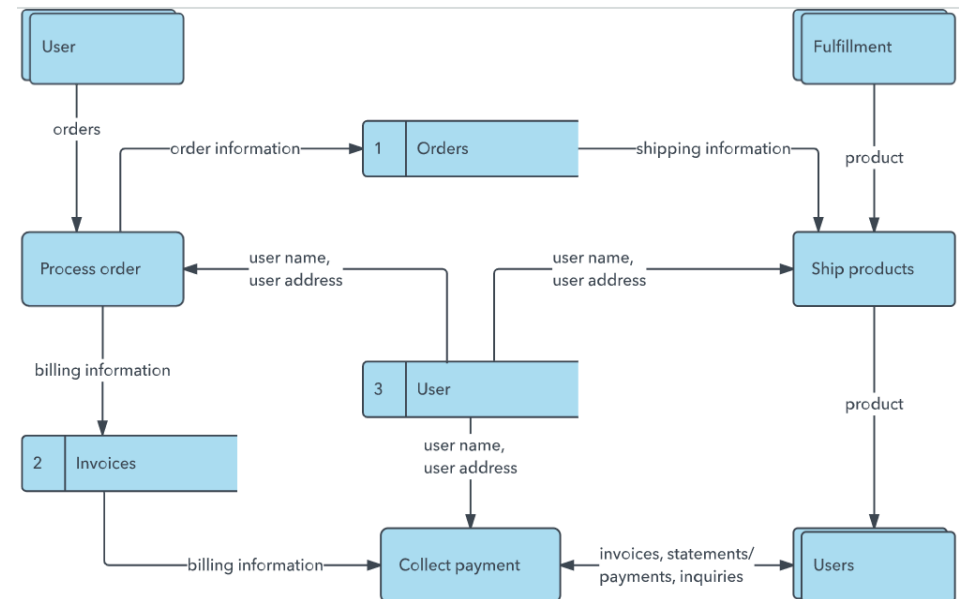 User
Fulfillment
orders
order information
1 Orders
shipping information
product
Process order
user name,
user address
user name,
user address
Ship products
billing information
3 User
product
user name,
user address
2 Invoices
billing information
Collect payment
invoices, statements/
payments, inquiries
Users